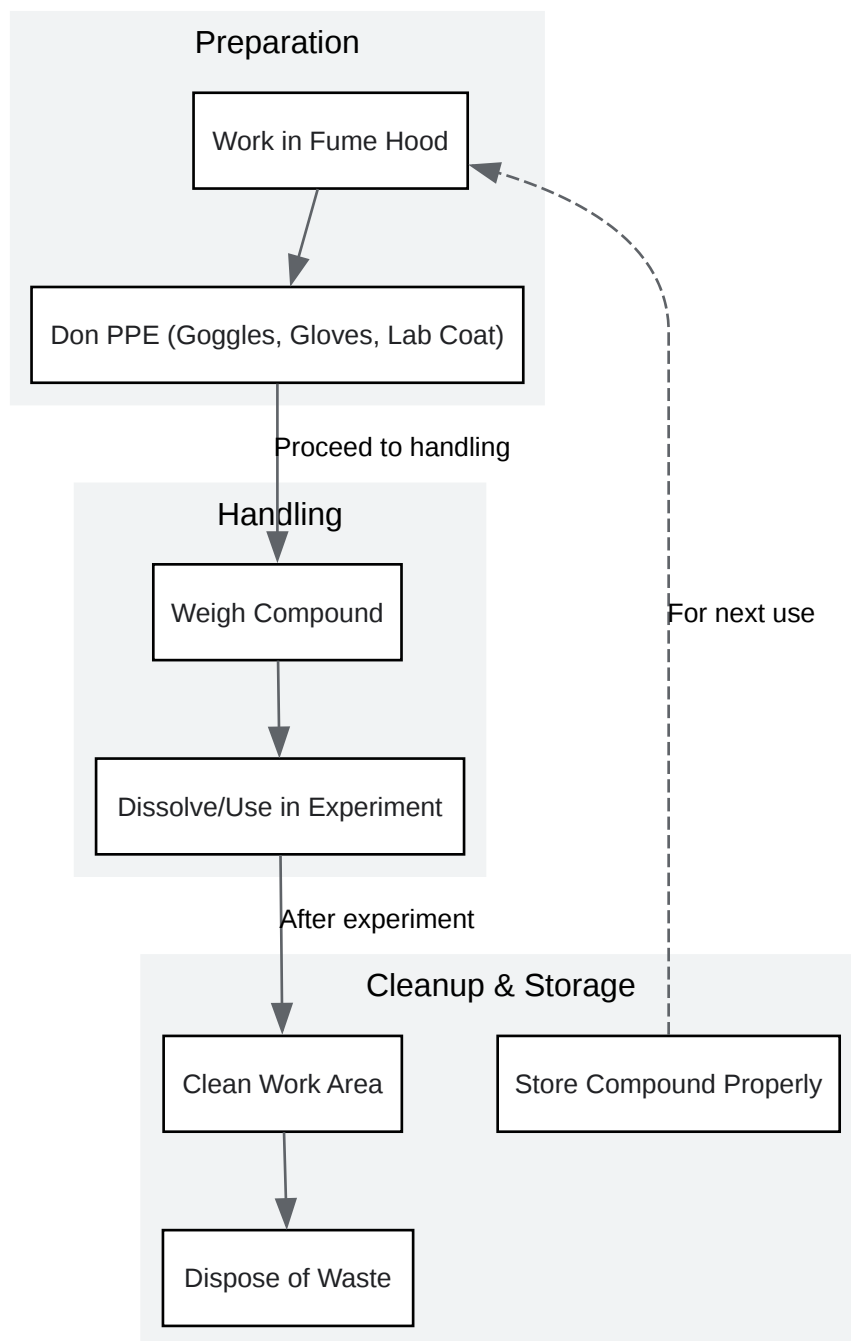 Preparation
Work in Fume Hood
Don PPE (Goggles, Gloves, Lab Coat)
Proceed to handling
Handling
Weigh Compound
For next use
Dissolve/Use in Experiment
After experiment
Cleanup & Storage
Clean Work Area
Store Compound Properly
Dispose of Waste